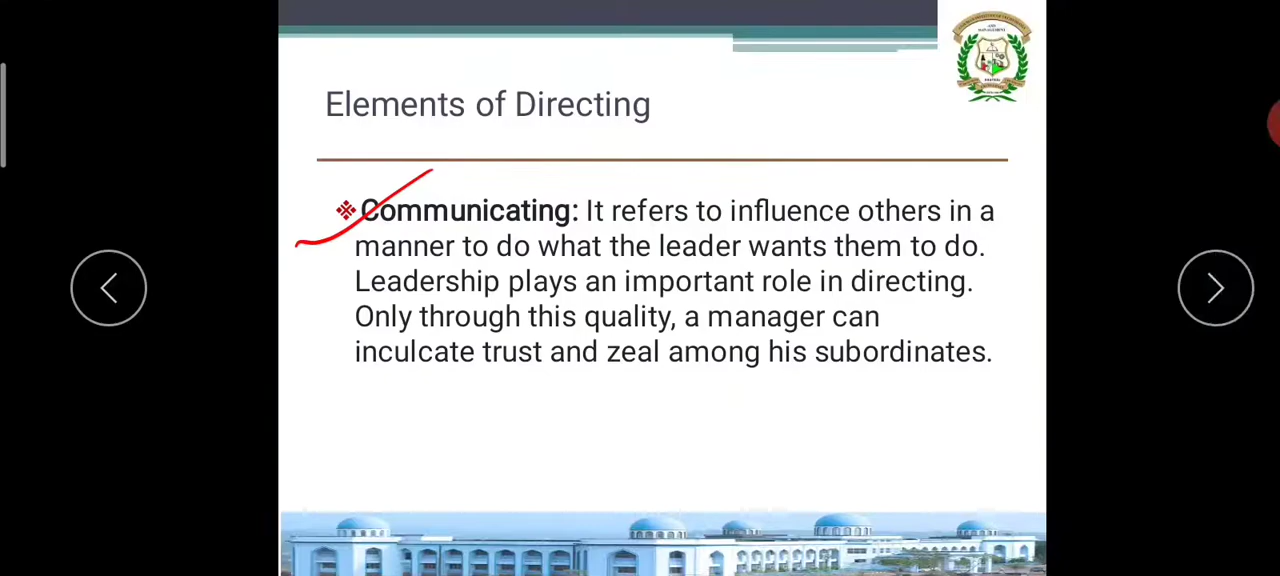 Elements of Directing
Communicating: It refers to influence others in a
manner to do what the leader wants them to do.
Leadership plays an important role in directing.
Only through this quality, a manager can
inculcate trust and zeal among his subordinates.